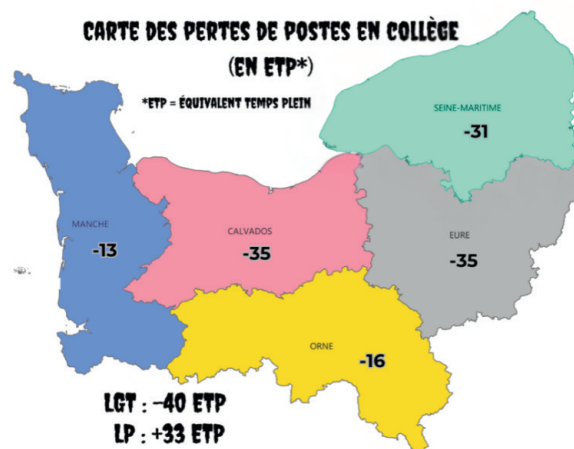 CARTE DES PERTES DE POSTES EN COLLÈGE
(EN ETP*)
*ETP = ÉQUIVALENT TEMPS PLEIN
SEINE-MARITIME
-31
MANCHE
-13
CALVADOS
-35
EURE
-35
ORNE
-16
LGT : -40 ETP
LP : +33 ETP